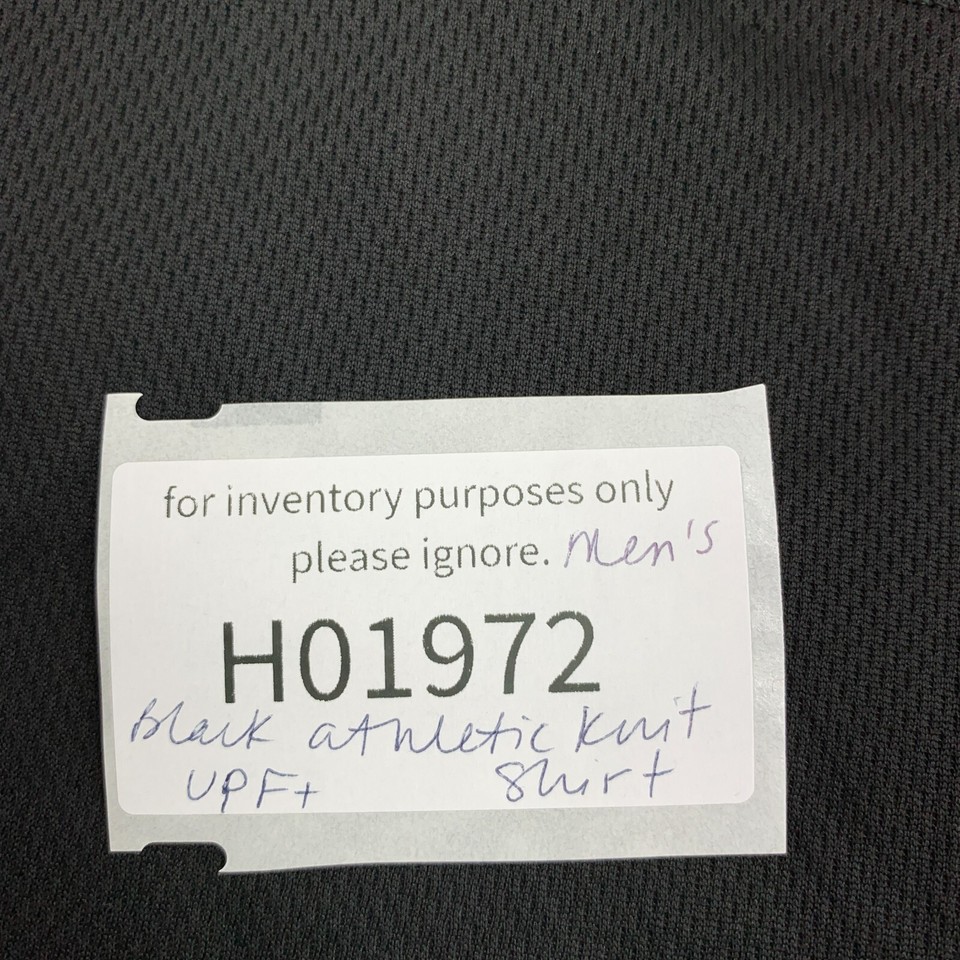 for inventory purposes only
please ignore. Men's
H01972
Black athletic knit
UPF+ Shirt